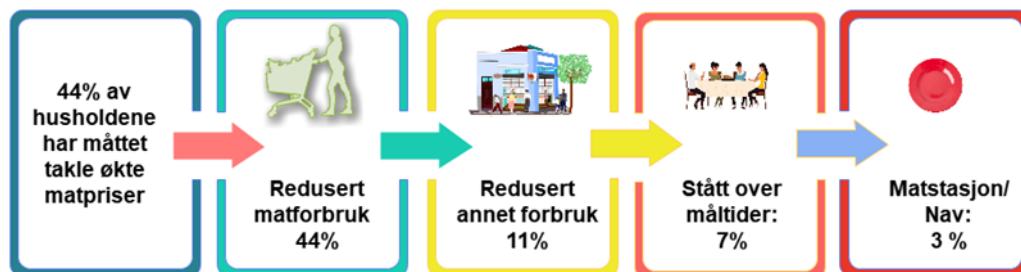 44% av
husholdene
har måttet
takle økte
matpriser
Redusert
matforbruk
44%
Redusert
annet forbruk
11%
Stått over
måltider:
7%
Matstasjon/
Nav:
3 %